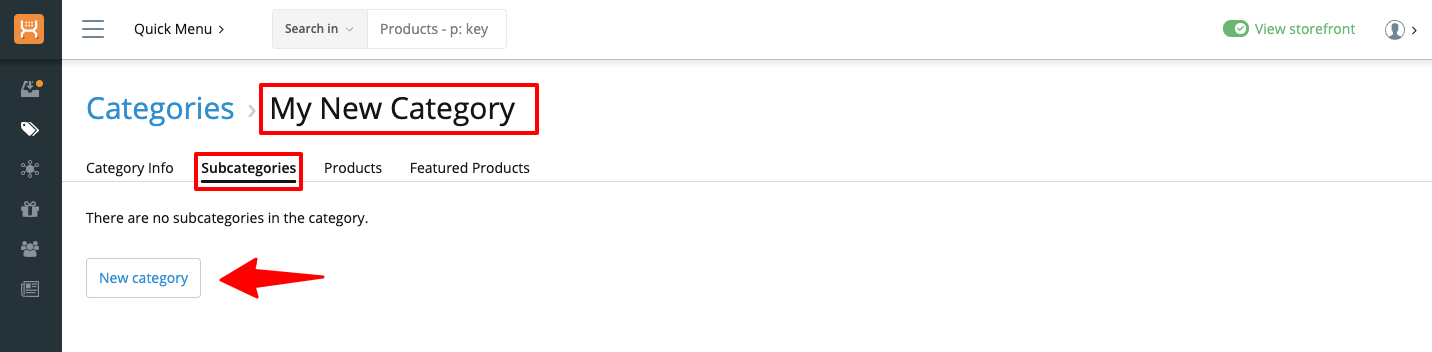 Quick Menu > Search in Products - p: key View storefront
Categories > My New Category
Category Info Subcategories Products Featured Products
There are no subcategories in the category.
New category